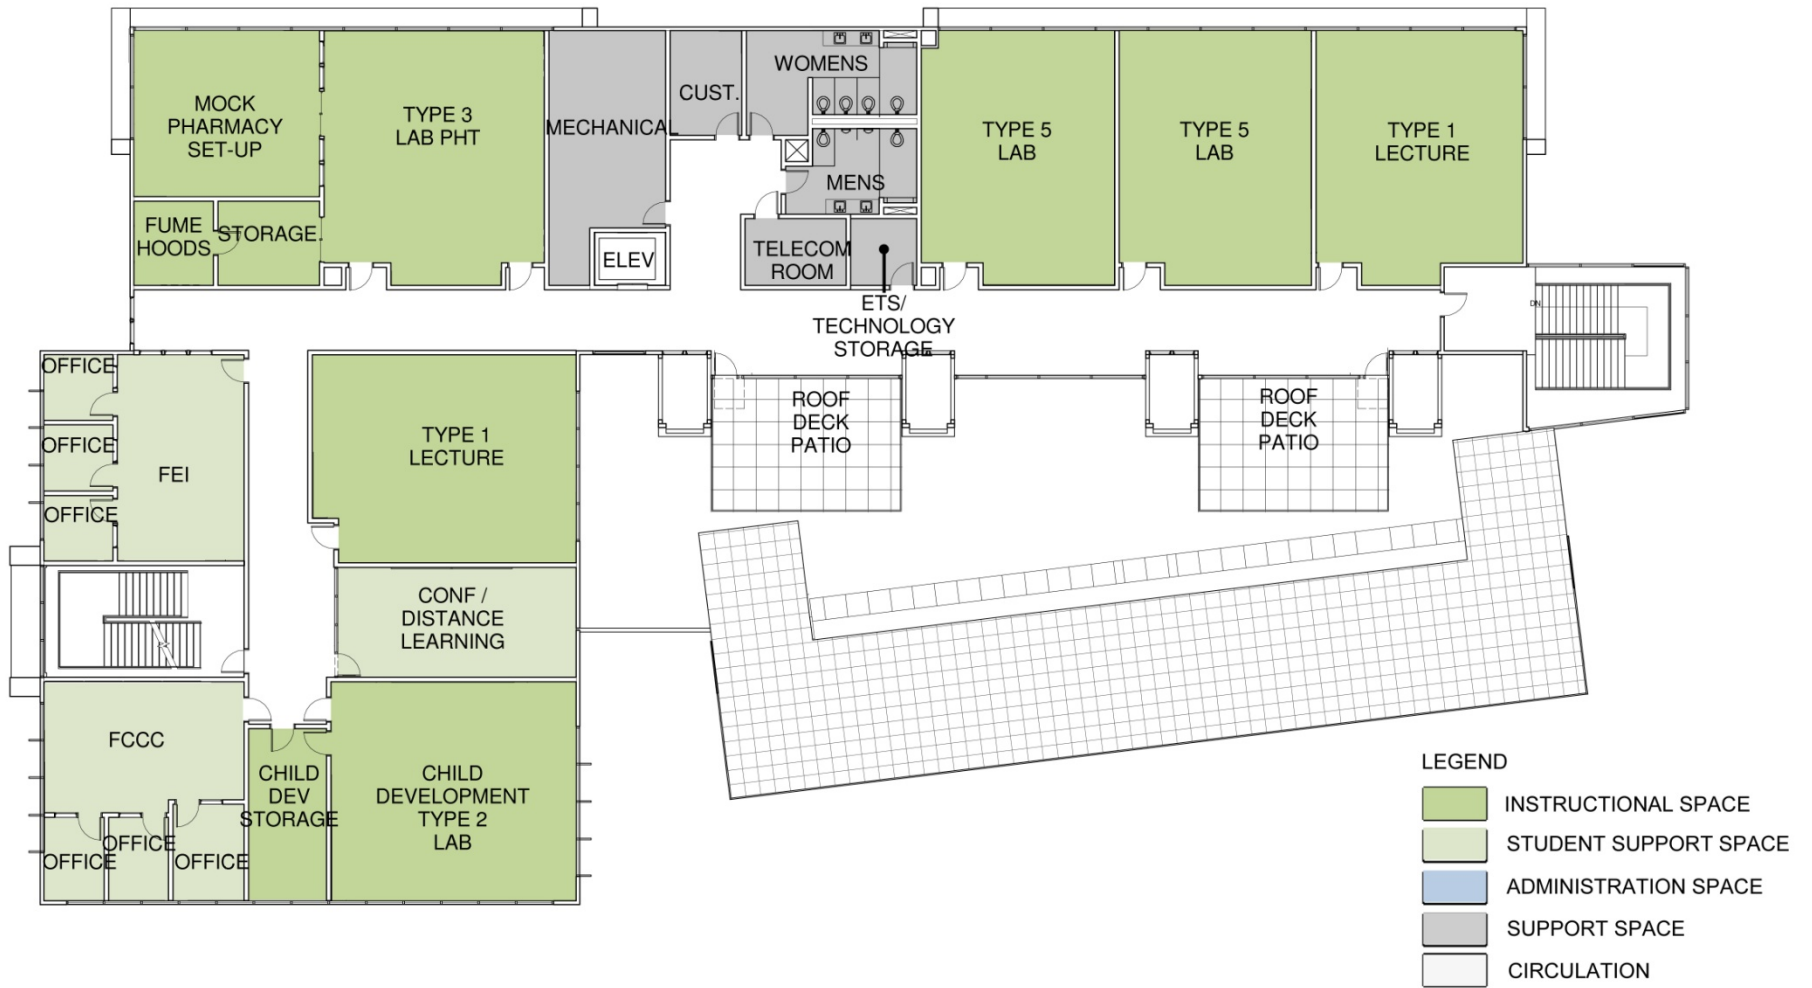 MOCK
PHARMACY
SET-UP
TYPE 3
LAB PHT
MECHANICAL
CUST.
WOMENS
MENS
TYPE 5
LAB
TYPE 5
LAB
TYPE 1
LECTURE
FUME
HOODS
STORAGE
ELEV
TELECOM
ROOM
ETS/
TECHNOLOGY
STORAGE
DN
OFFICE
OFFICE
OFFICE
FEI
TYPE 1
LECTURE
ROOF
DECK
PATIO
ROOF
DECK
PATIO
CONF /
DISTANCE
LEARNING
FCCC
OFFICE
OFFICE
OFFICE
CHILD
DEV
STORAGE
CHILD
DEVELOPMENT
TYPE 2
LAB
LEGEND
INSTRUCTIONAL SPACE
STUDENT SUPPORT SPACE
ADMINISTRATION SPACE
SUPPORT SPACE
CIRCULATION